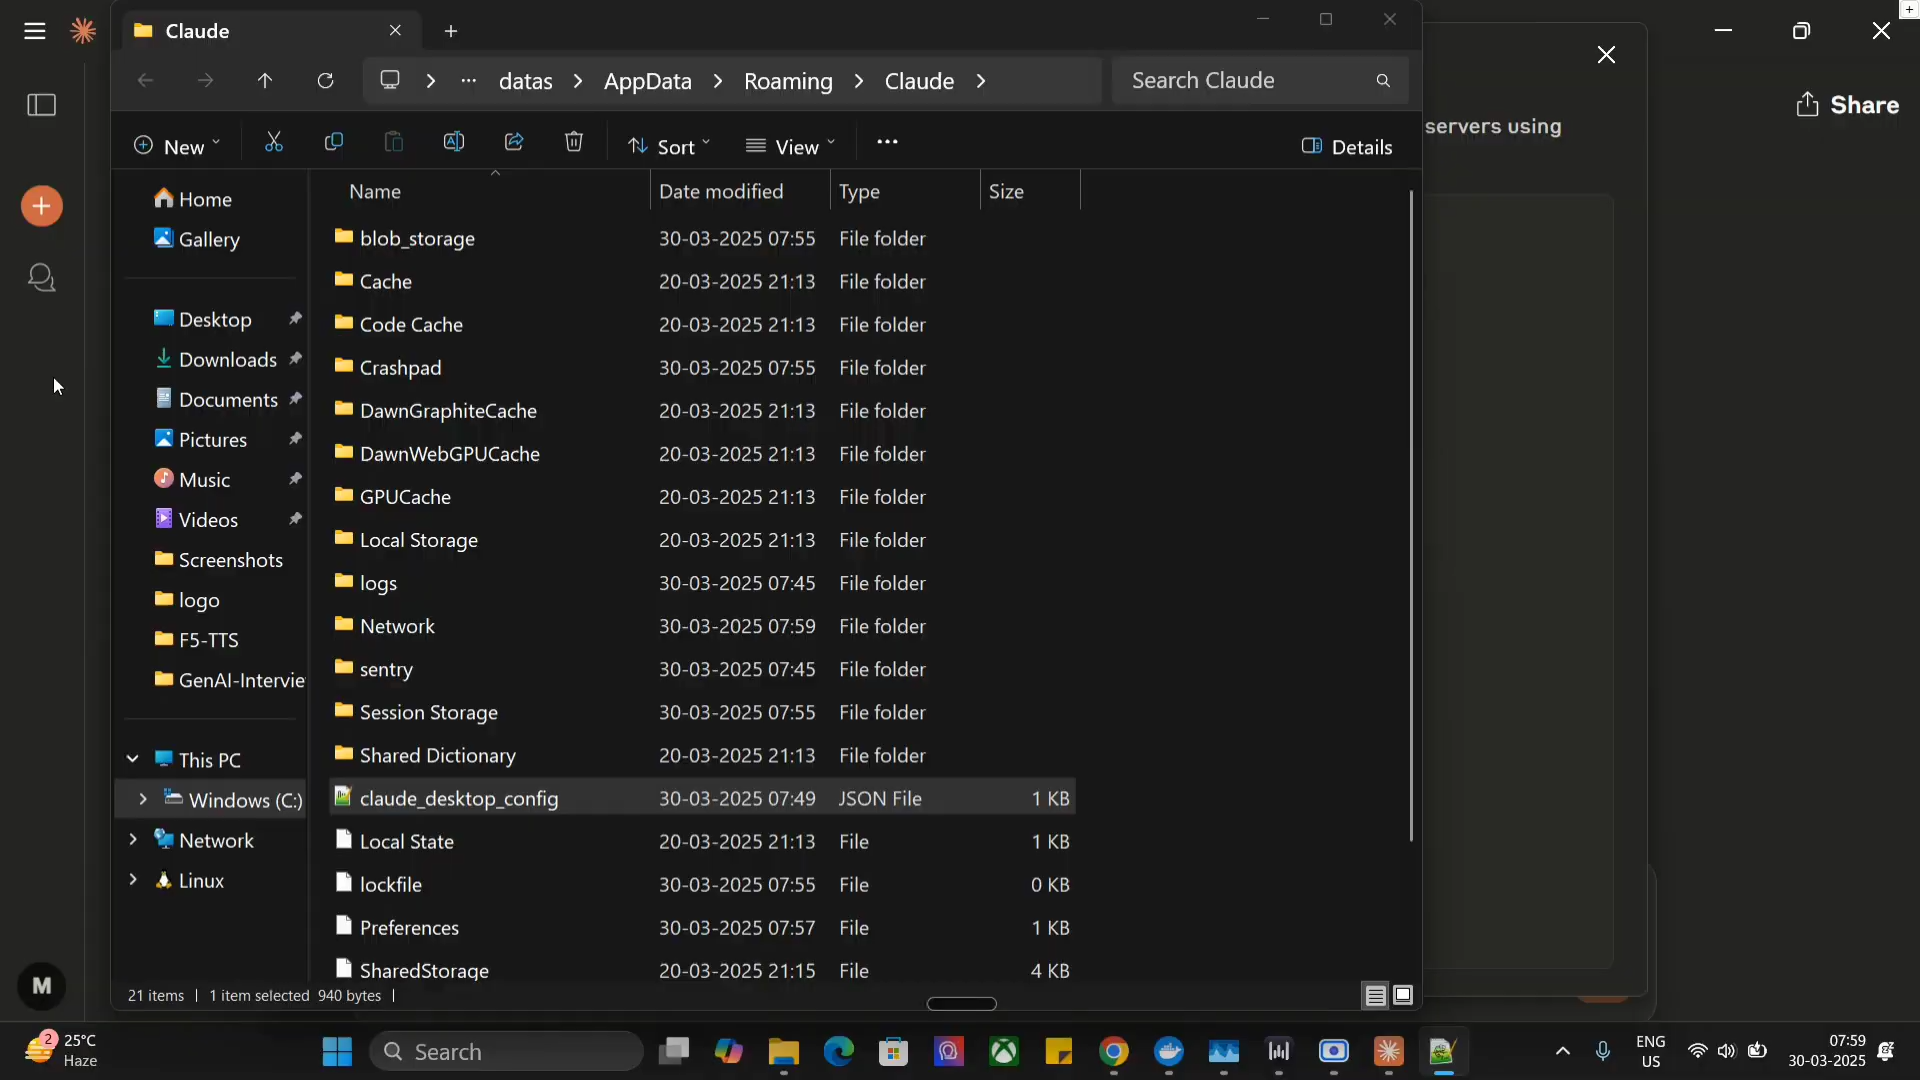 Claude
datas AppData Roaming Claude
Search Claude
servers using
Share
New
Sort
View
Details
Name Date modified Type Size
Home
Gallery
Desktop
Downloads
Documents
Pictures
Music
Videos
Screenshots
logo
F5-TTS
GenAI-Intervie
This PC
Windows (C:)
Network
Linux
blob_storage 30-03-2025 07:55 File folder
Cache 20-03-2025 21:13 File folder
Code Cache 20-03-2025 21:13 File folder
Crashpad 30-03-2025 07:55 File folder
DawnGraphiteCache 20-03-2025 21:13 File folder
DawnWebGPUCache 20-03-2025 21:13 File folder
GPUCache 20-03-2025 21:13 File folder
Local Storage 20-03-2025 21:13 File folder
logs 30-03-2025 07:45 File folder
Network 30-03-2025 07:59 File folder
sentry 30-03-2025 07:45 File folder
Session Storage 30-03-2025 07:55 File folder
Shared Dictionary 20-03-2025 21:13 File folder
claude_desktop_config 30-03-2025 07:49 JSON File 1 KB
Local State 20-03-2025 21:13 File 1 KB
lockfile 30-03-2025 07:55 File 0 KB
Preferences 30-03-2025 07:57 File 1 KB
SharedStorage 20-03-2025 21:15 File 4 KB
M
21 items 1 item selected 940 bytes
2
25°C
Haze
Search
ENG
US
07:59
30-03-2025